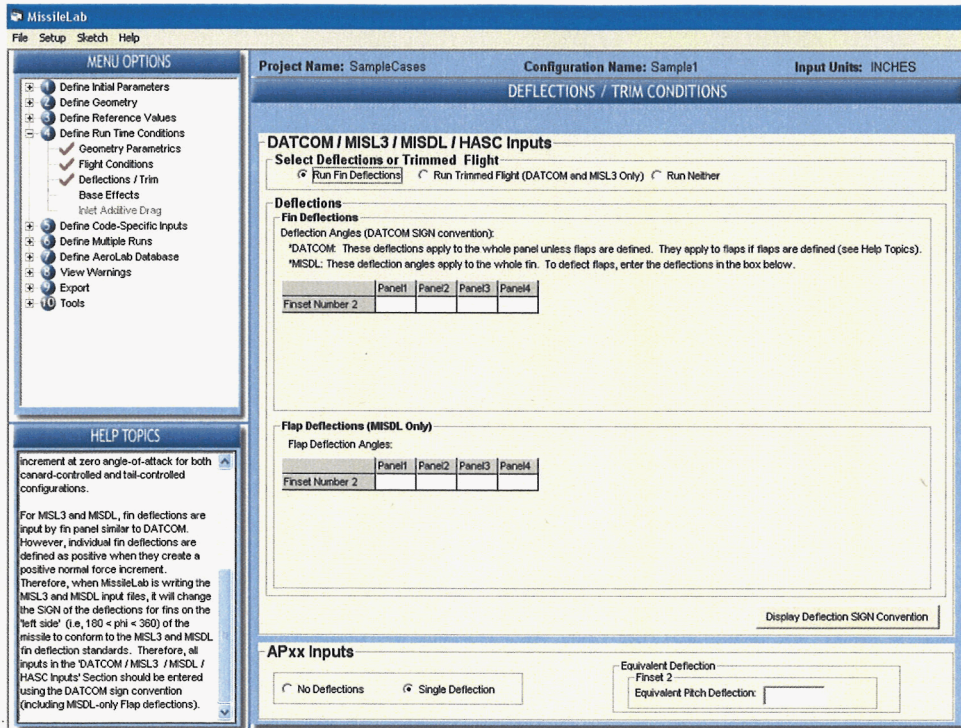 MissileLab
File Setup Sketch Help
MENU OPTIONS
1 Define Initial Parameters
2 Define Geometry
3 Define Reference Values
4 Define Run Time Conditions
Geometry Parametrics
Flight Conditions
Deflections / Trim
Base Effects
Inlet Additive Drag
5 Define Code-Specific Inputs
6 Define Multiple Runs
7 Define AeroLab Database
8 View Warnings
9 Export
10 Tools
HELP TOPICS
increment at zero angle-of-attack for both
canard-controlled and tail-controlled
configurations.
For MISL3 and MISDL, fin deflections are
input by fin panel similar to DATCOM.
However, individual fin deflections are
defined as positive when they create a
positive normal force increment.
Therefore, when MissileLab is writing the
MISL3 and MISDL input files, it will change
the SIGN of the deflections for fins on the
'left side' (i.e, 180 < phi < 360) of the
missile to conform to the MISL3 and MISDL
fin deflection standards. Therefore, all
inputs in the 'DATCOM / MISL3 / MISDL /
HASC Inputs' Section should be entered
using the DATCOM sign convention
(including MISDL-only Flap deflections).
Project Name: SampleCases Configuration Name: Sample1 Input Units: INCHES
DEFLECTIONS / TRIM CONDITIONS
DATCOM / MISL3 / MISDL / HASC Inputs
Select Deflections or Trimmed Flight
Run Fin Deflections Run Trimmed Flight (DATCOM and MISL3 Only) Run Neither
Deflections
Fin Deflections
Deflection Angles (DATCOM SIGN convention):
*DATCOM: These deflections apply to the whole panel unless flaps are defined. They apply to flaps if flaps are defined (see Help Topics).
*MISDL: These deflection angles apply to the whole fin. To defect flaps, enter the deflections in the box below.
Panel1 Panel2 Panel3 Panel4
Finset Number 2
Flap Deflections (MISDL Only)
Flap Deflection Angles:
Panel1 Panel2 Panel3 Panel4
Finset Number 2
Display Deflection SIGN Convention
APxx Inputs
No Deflections Single Deflection
Equivalent Deflection
Finset 2
Equivalent Pitch Deflection: